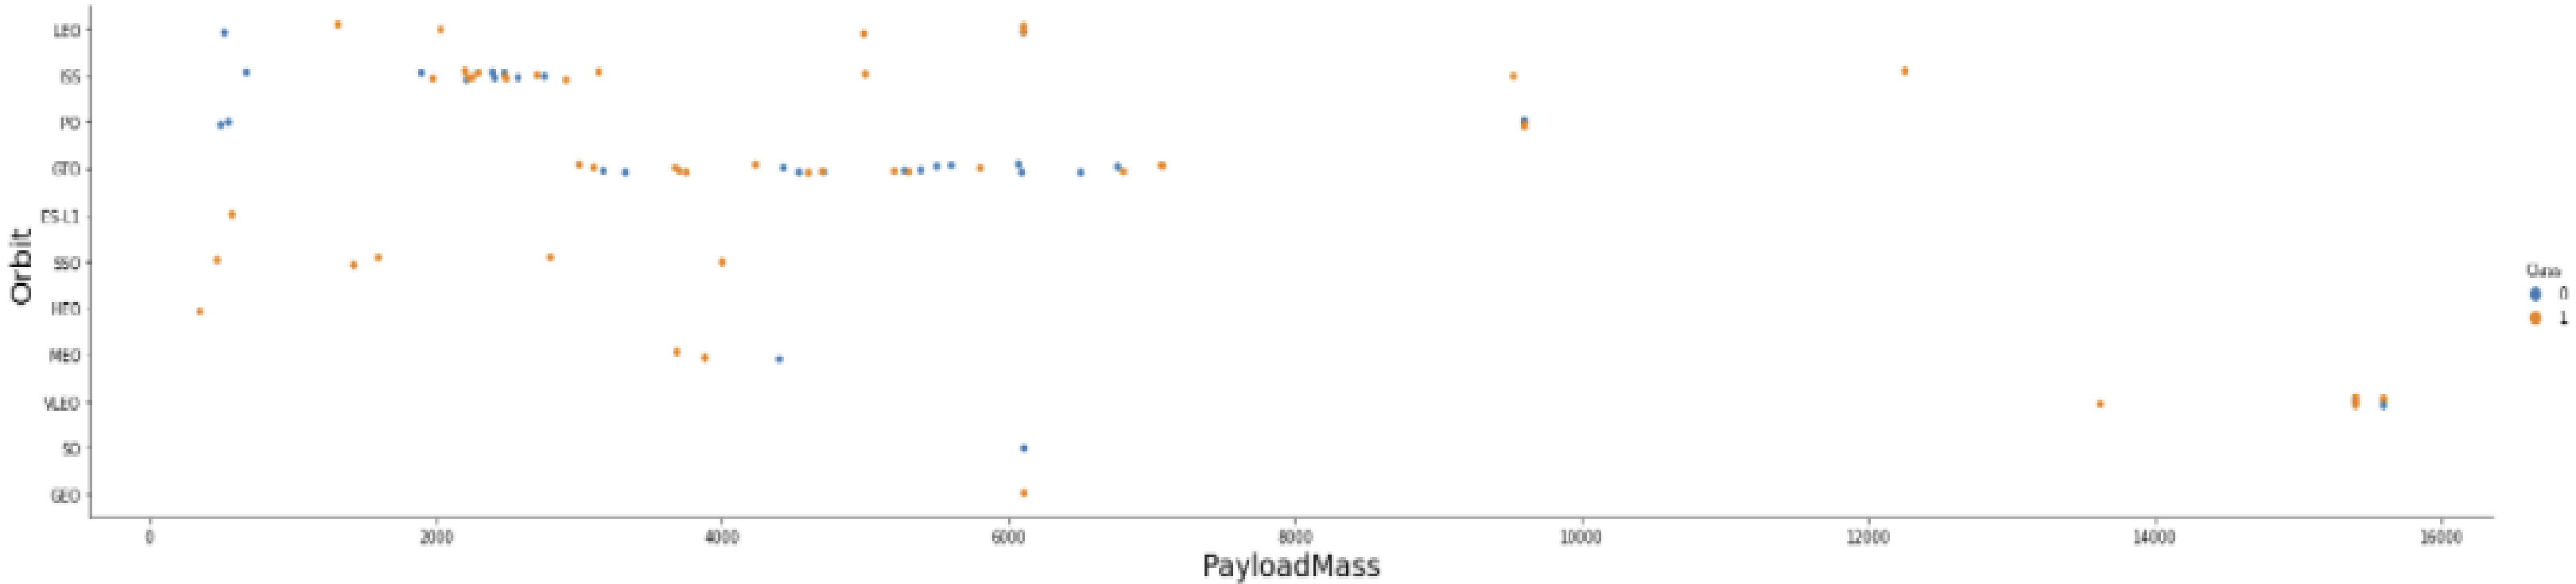 LEO
ISS
PO
GTO
ES-L1
SSO
HEO
MEO
VLEO
SO
GEO
Orbit
0 2000 4000 6000 8000 10000 12000 14000 16000
PayloadMass
Class
0
1